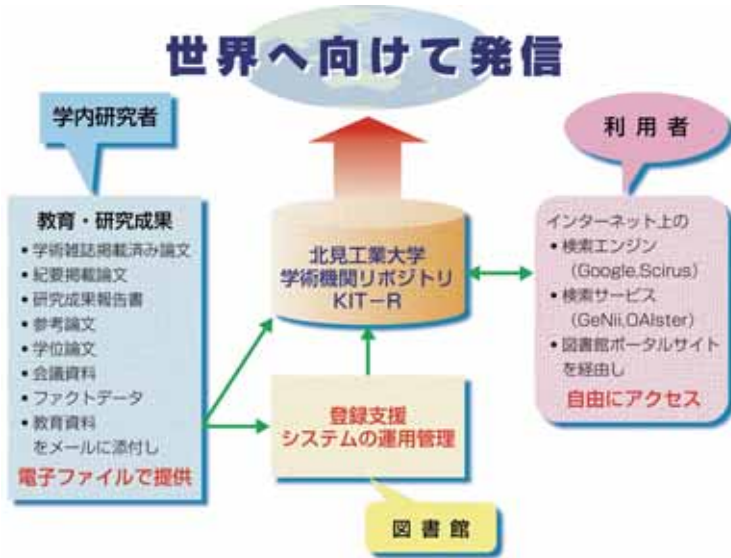 世界へ向けて発信
学内研究者
教育・研究成果
• 学術雑誌掲載済み論文
• 紀要掲載論文
• 研究成果報告書
• 参考論文
• 学位論文
• 会議資料
• ファクトデータ
• 教育資料
をメールに添付し
電子ファイルで提供
北見工業大学
学術機関リポジトリ
KIT－R
登録支援
システムの運用管理
図書館
利用者
インターネット上の
• 検索エンジン
（Google,Scirus）
• 検索サービス
（GeNii,OAIster）
• 図書館ポータルサイト
を経由し
自由にアクセス